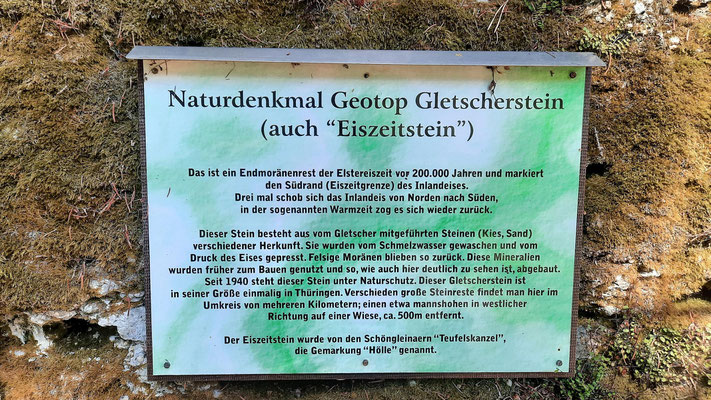 Naturdenkmal Geotop Gletscherstein
(auch “Eiszeitstein”)
Das ist ein Endmoränenrest der Elstereiszeit vor 200.000 Jahren und markiert
den Südrand (Eiszeitgrenze) des Inlandeises.
Drei mal schob sich das Inlandeis von Norden nach Süden,
in der sogenannten Warmzeit zog es sich wieder zurück.
Dieser Stein besteht aus vom Gletscher mitgeführten Steinen (Kies, Sand)
verschiedener Herkunft. Sie wurden vom Schmelzwasser gewaschen und vom
Druck des Eises gepresst. Felsige Moränen blieben so zurück. Diese Mineralien
wurden früher zum Bauen genutzt und so, wie auch hier deutlich zu sehen ist, abgebaut.
Seit 1940 steht dieser Stein unter Naturschutz. Dieser Gletscherstein ist
in seiner Größe einmalig in Thüringen. Verschieden große Steinreste findet man hier im
Umkreis von mehreren Kilometern; einen etwa mannshohen in westlicher
Richtung auf einer Wiese, ca. 500m entfernt.
Der Eiszeitstein wurde von den Schöngleinaern “Teufelskanzel”,
die Gemarkung “Hölle” genannt.